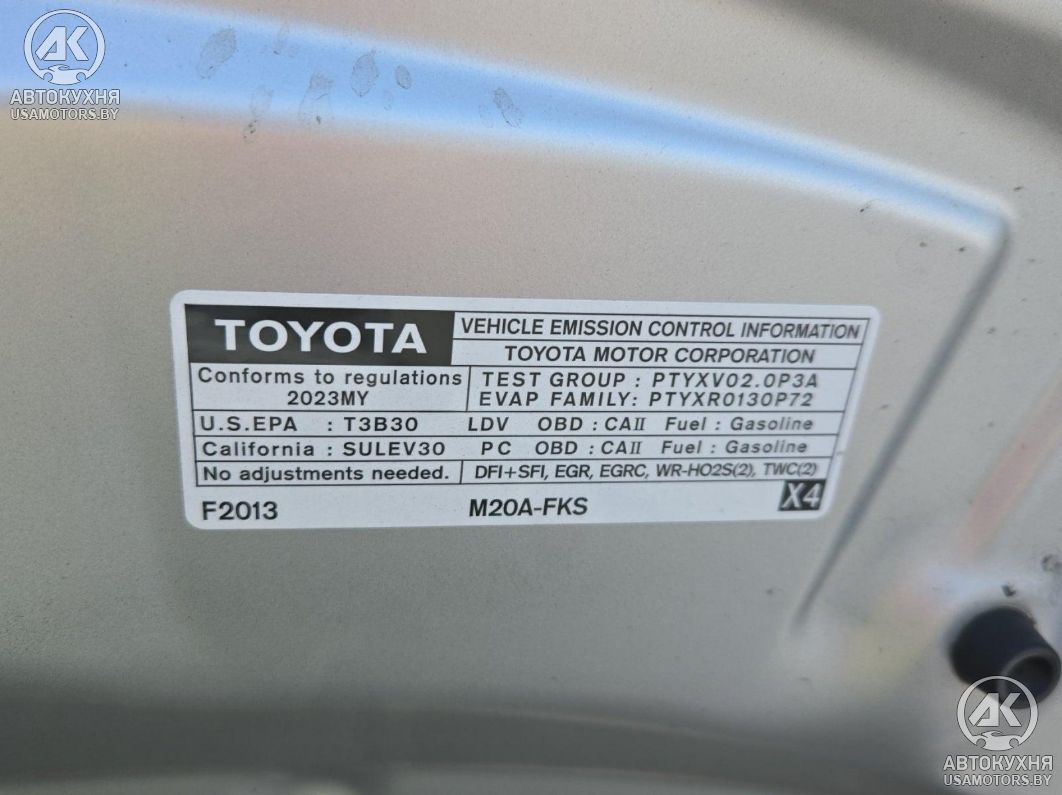 AK
АВТОКУХНЯ
USAMOTORS.BY
TOYOTA
VEHICLE EMISSION CONTROL INFORMATION
TOYOTA MOTOR CORPORATION
Conforms to regulations
2023MY
TEST GROUP : PTYXV02.0P3A
EVAP FAMILY: PTYXR0130P72
U.S.EPA : T3B30 LDV OBD : CAII Fuel : Gasoline
California : SULEV30 PC OBD : CAII Fuel : Gasoline
No adjustments needed. DFI+SFI, EGR, EGRC, WR-HO2S(2), TWC(2)
F2013 M20A-FKS X4
AK
АВТОКУХНЯ
USAMOTORS.BY